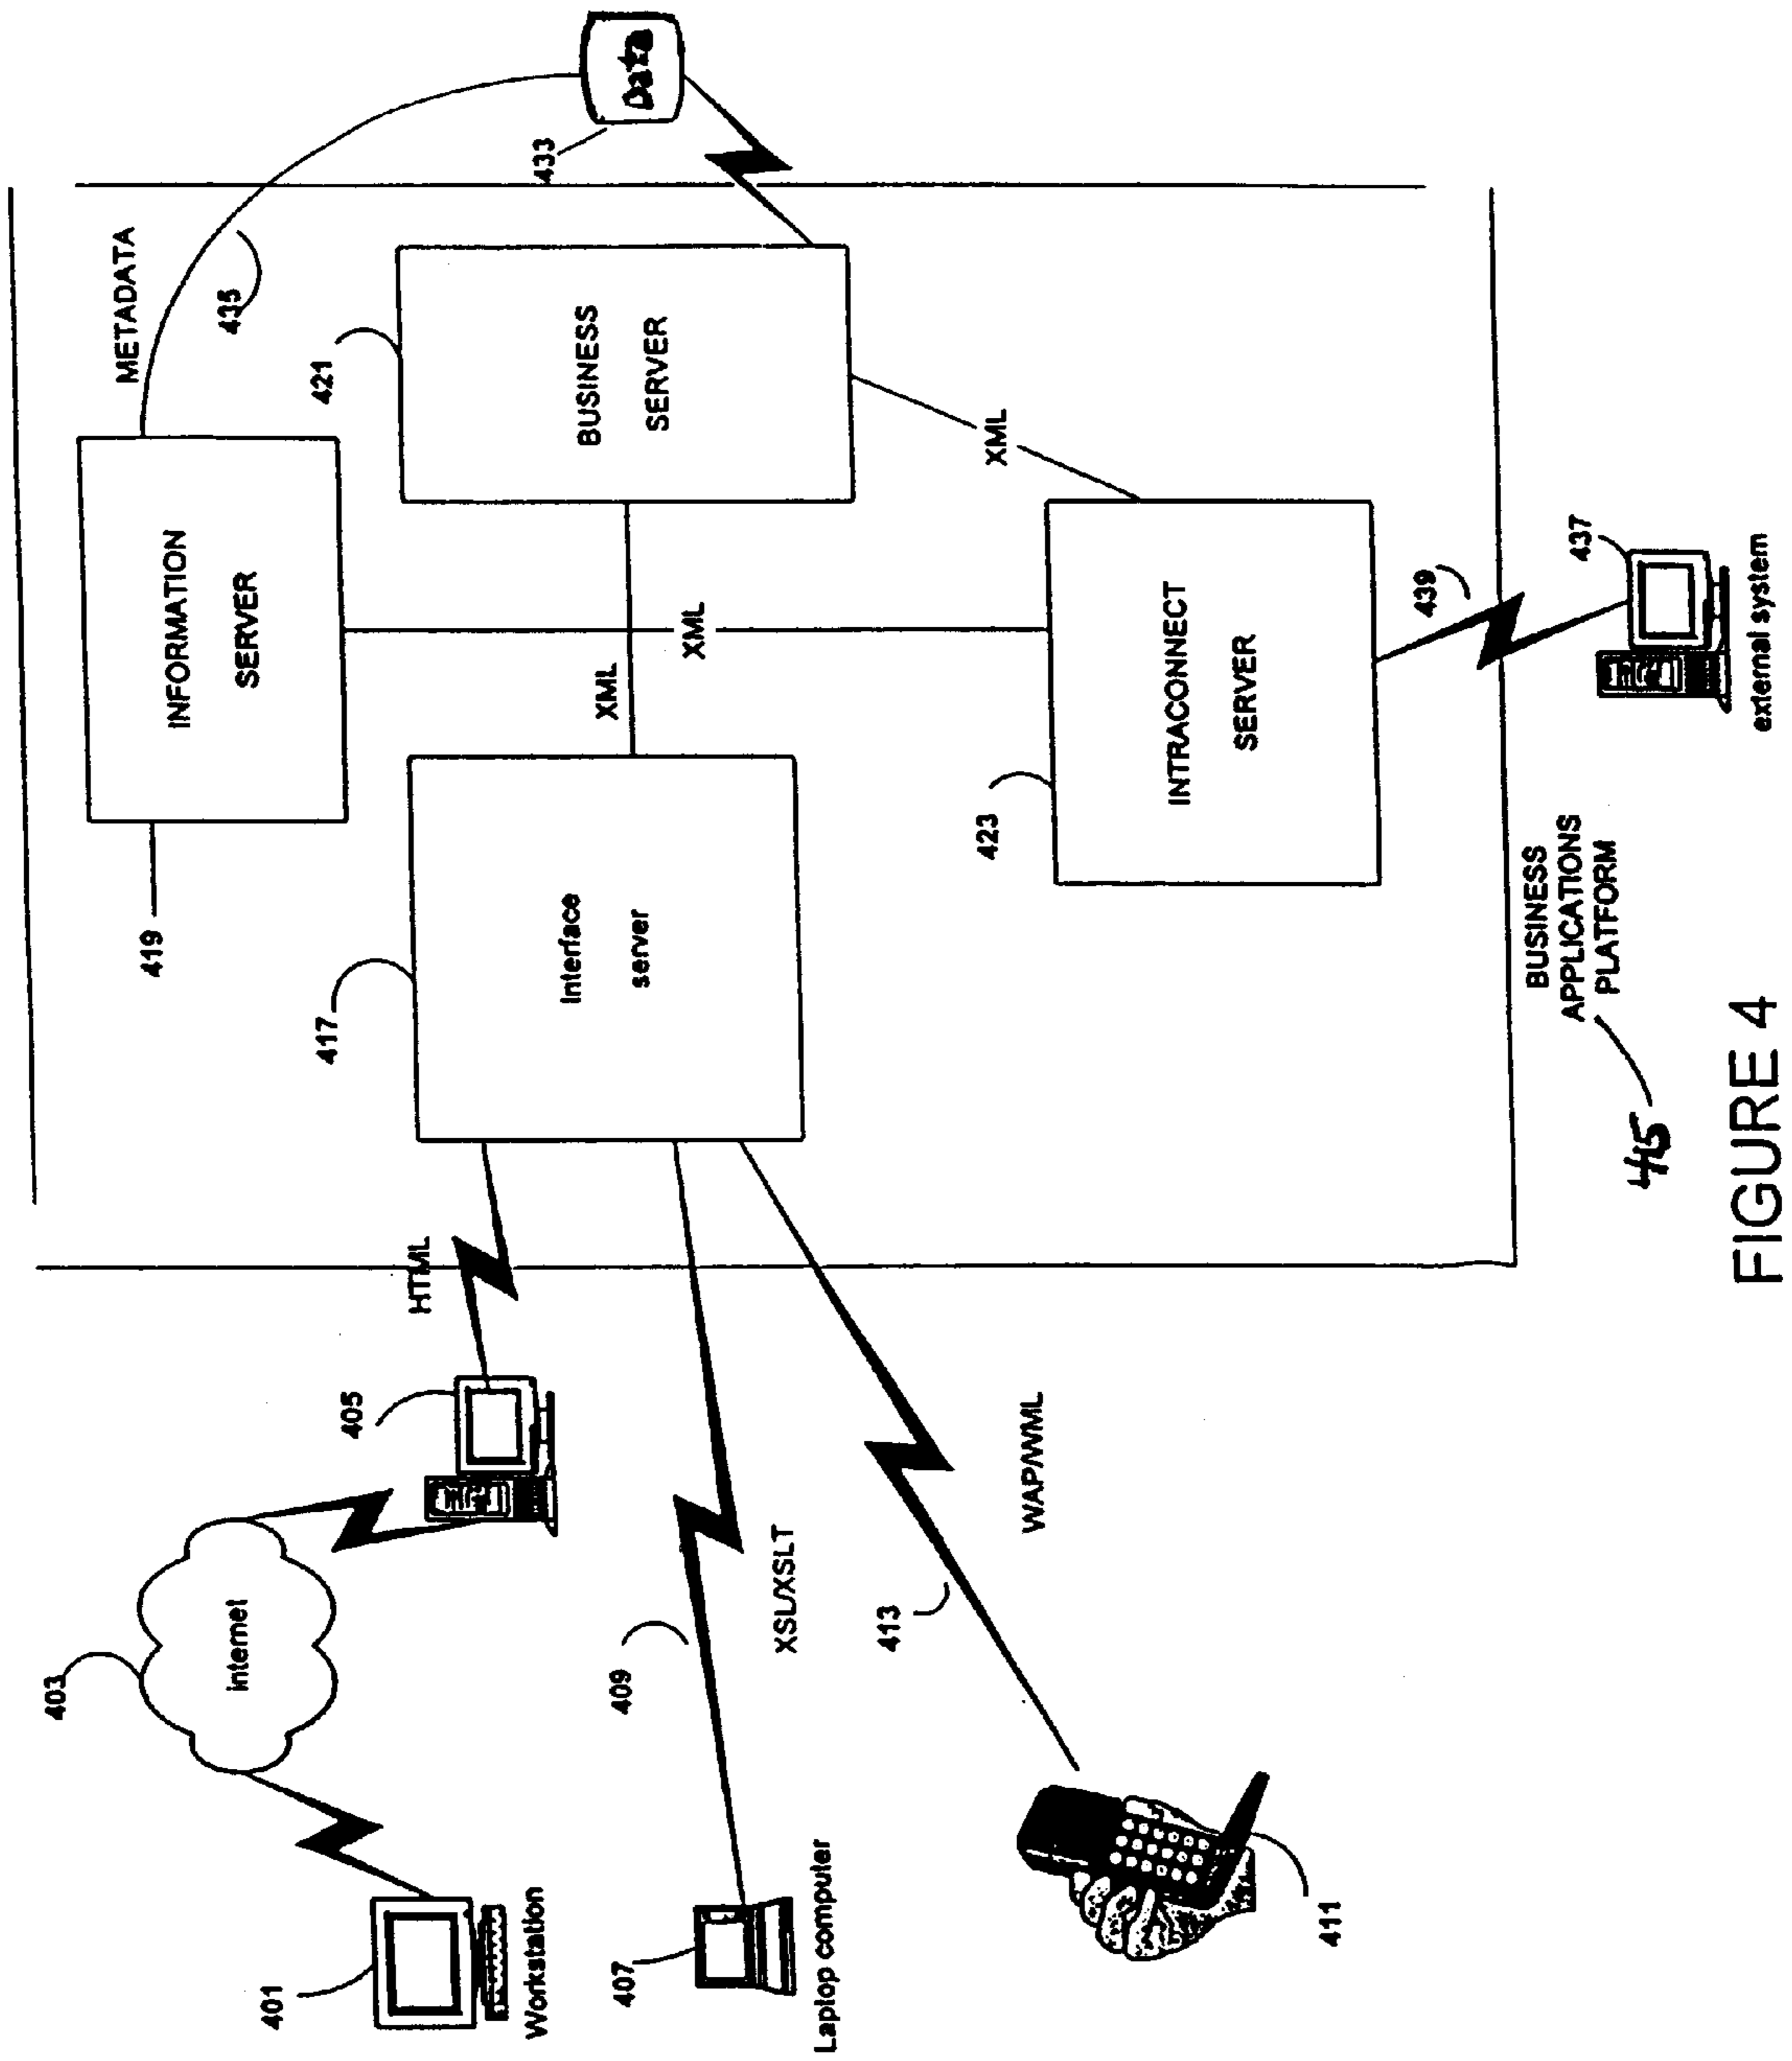 401
Workstation
403
internet
405
HTML
407
Laptop computer
409
XSL/XSLT
411
413
WAP/WML
417
Interface
server
419
INFORMATION
SERVER
METADATA
435
421
BUSINESS
SERVER
433
Data
XML
XML
XML
423
INTRACONNECT
SERVER
439
437
external system
BUSINESS
APPLICATIONS
PLATFORM
415
FIGURE 4